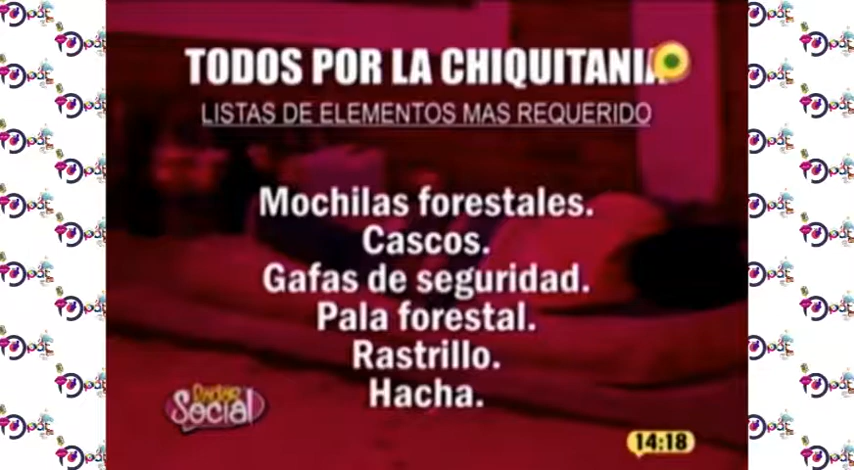 TODOS POR LA CHIQUITANIA
LISTAS DE ELEMENTOS MAS REQUERIDO
Mochilas forestales.
Cascos.
Gafas de seguridad.
Pala forestal.
Rastrillo.
Hacha.
Radar
Social
14:18